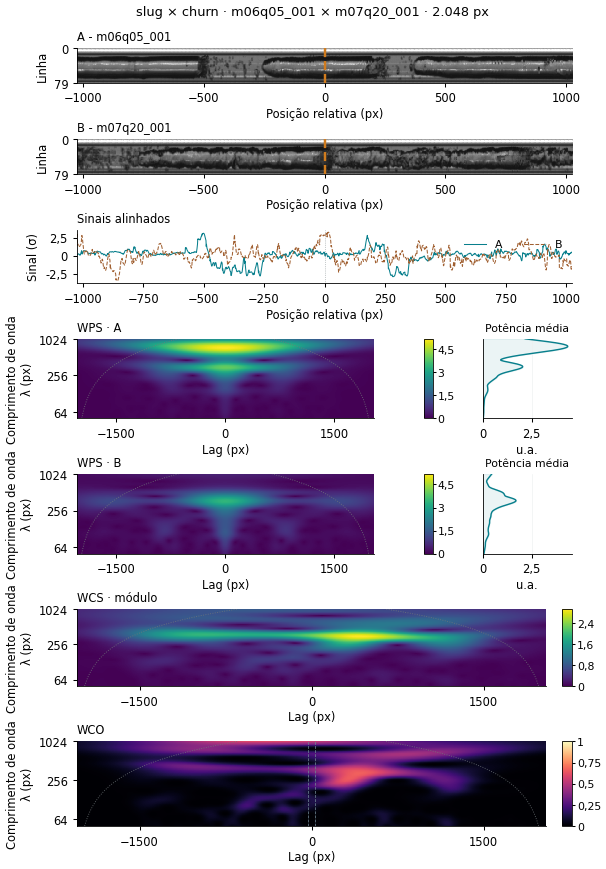 slug × churn · m06q05_001 × m07q20_001 · 2.048 px
A - m06q05_001
0
79
Linha
−1000 −500 0 500 1000
Posição relativa (px)
B - m07q20_001
0
79
Linha
−1000 −500 0 500 1000
Posição relativa (px)
Sinais alinhados
2,5
0
−2,5
Sinal (σ)
A B
−1000 −750 −500 −250 0 250 500 750 1000
Posição relativa (px)
WPS · A
1024
256
64
Comprimento de onda
λ (px)
−1500 0 1500
Lag (px)
4,5
3
1,5
0
Potência média
0 2,5
u.a.
WPS · B
1024
256
64
Comprimento de onda
λ (px)
−1500 0 1500
Lag (px)
4,5
3
1,5
0
Potência média
0 2,5
u.a.
WCS · módulo
1024
256
64
Comprimento de onda
λ (px)
−1500 0 1500
Lag (px)
2,4
1,6
0,8
0
WCO
1024
256
64
Comprimento de onda
λ (px)
−1500 0 1500
Lag (px)
1
0,75
0,5
0,25
0